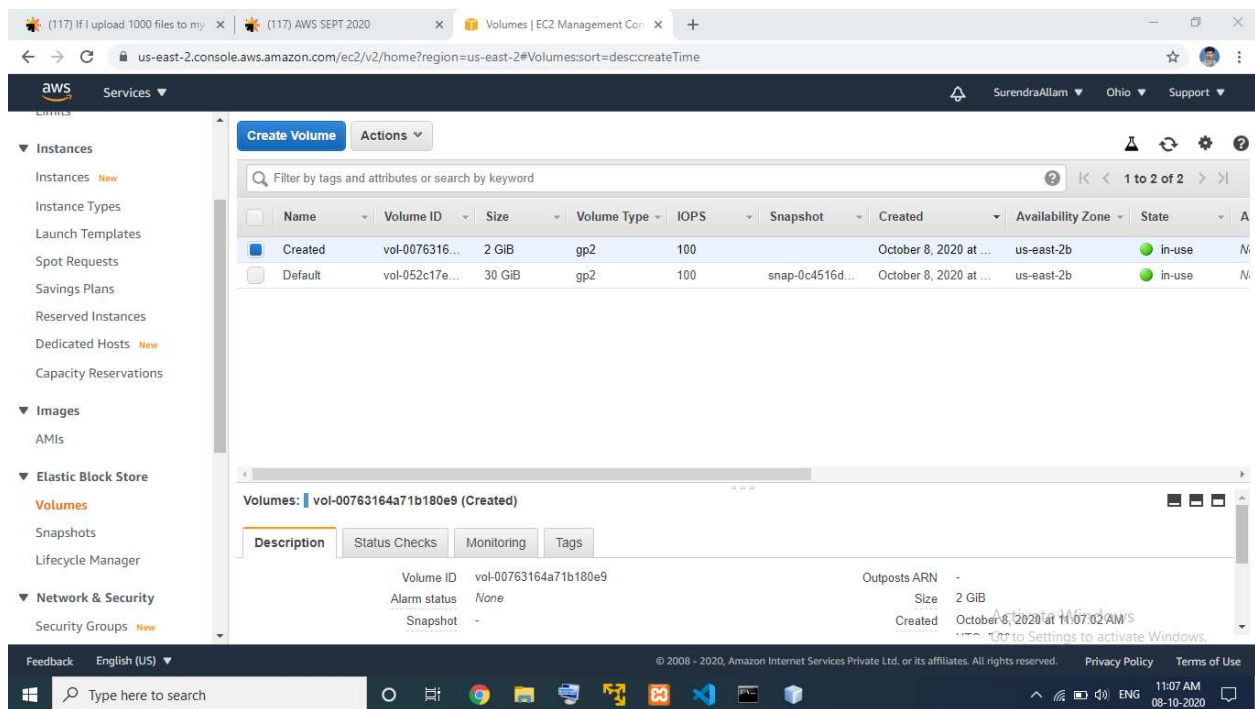 (117) If I upload 1000 files to my
(117) AWS SEPT 2020
Volumes | EC2 Management Con
us-east-2.console.aws.amazon.com/ec2/v2/home?region=us-east-2#Volumes:sort=desc:createTime
aws Services SurendraAllam Ohio Support
Limits
Instances
Instances New
Instance Types
Launch Templates
Spot Requests
Savings Plans
Reserved Instances
Dedicated Hosts New
Capacity Reservations
Images
AMIs
Elastic Block Store
Volumes
Snapshots
Lifecycle Manager
Network & Security
Security Groups New
Create Volume Actions
Filter by tags and attributes or search by keyword 1 to 2 of 2
Name Volume ID Size Volume Type IOPS Snapshot Created Availability Zone State A
Created vol-0076316... 2 GiB gp2 100 October 8, 2020 at ... us-east-2b in-use
Default vol-052c17e... 30 GiB gp2 100 snap-0c4516d... October 8, 2020 at ... us-east-2b in-use
Volumes: vol-00763164a71b180e9 (Created)
Description Status Checks Monitoring Tags
Volume ID vol-00763164a71b180e9
Alarm status None
Snapshot -
Outposts ARN -
Size 2 GiB
Created October 8, 2020 at 11:07:02 AM
Activate Windows
Go to Settings to activate Windows.
Feedback English (US) © 2008 - 2020, Amazon Internet Services Private Ltd. or its affiliates. All rights reserved. Privacy Policy Terms of Use
Type here to search ENG 11:07 AM
08-10-2020